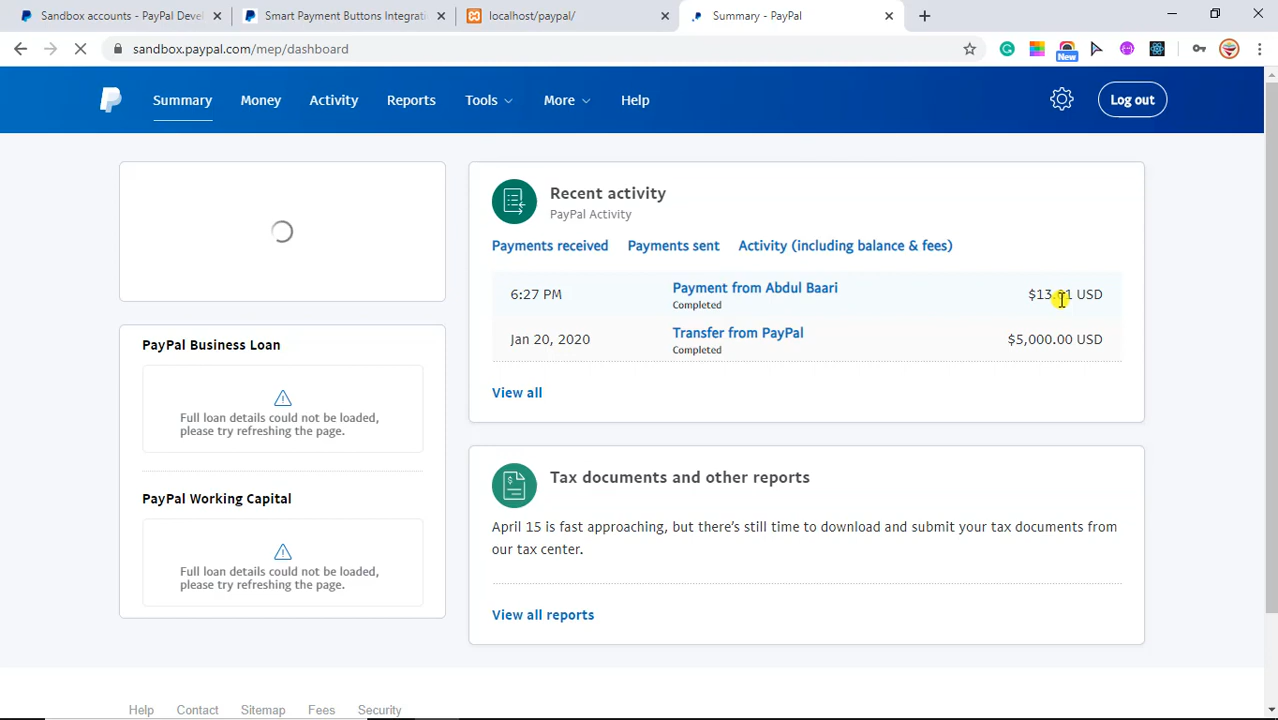 Sandbox accounts - PayPal Devel
Smart Payment Buttons Integrati
localhost/paypal/
Summary - PayPal
sandbox.paypal.com/mep/dashboard
New
Summary
Money
Activity
Reports
Tools
More
Help
Log out
Recent activity
PayPal Activity
Payments received
Payments sent
Activity (including balance & fees)
6:27 PM
Payment from Abdul Baari
USD
Completed
Jan 20, 2020
Transfer from PayPal
$5,000.00 USD
Completed
View all
PayPal Business Loan
Full loan details could not be loaded,
please try refreshing the page.
PayPal Working Capital
Full loan details could not be loaded,
please try refreshing the page.
Tax documents and other reports
April 15 is fast approaching, but there's still time to download and submit your tax documents from
our tax center.
View all reports
Help
Contact
Sitemap
Fees
Security